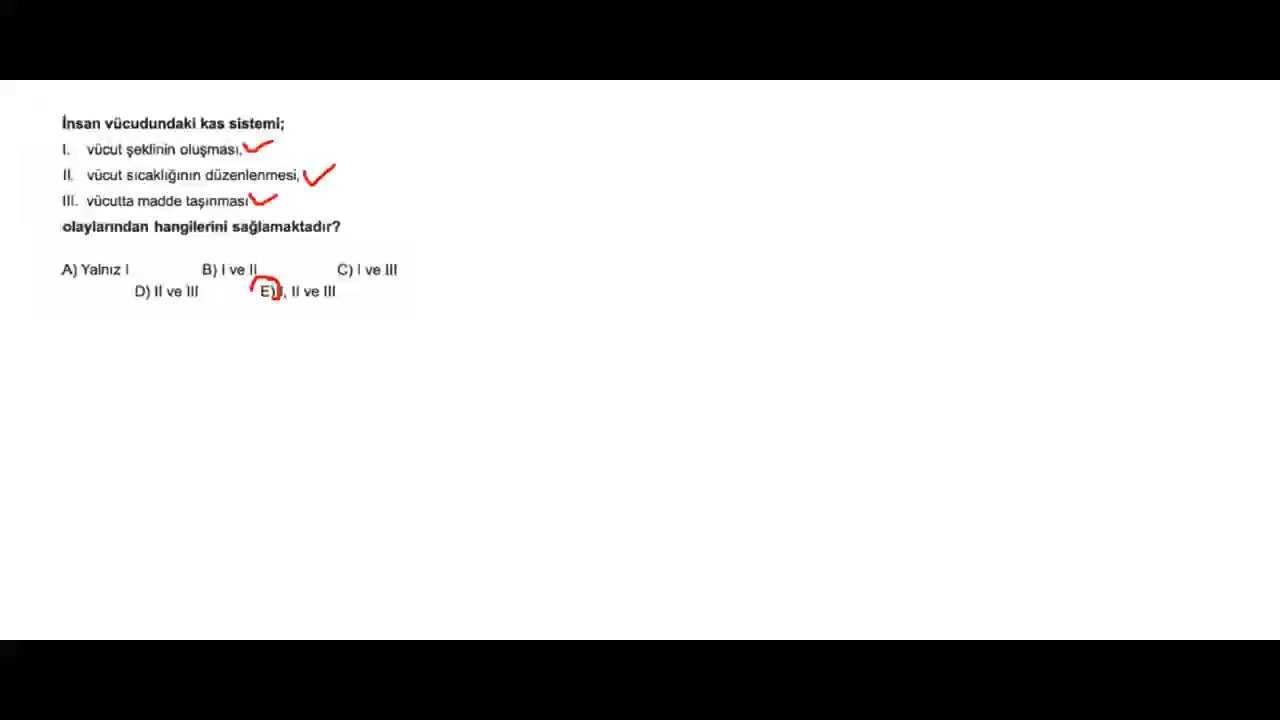 İnsan vücudundaki kas sistemi;
I. vücut şeklinin oluşması,
II. vücut sıcaklığının düzenlenmesi,
III. vücutta madde taşınması
olaylarından hangilerini sağlamaktadır?
A) Yalnız I B) I ve II C) I ve III
D) II ve III E) I, II ve III